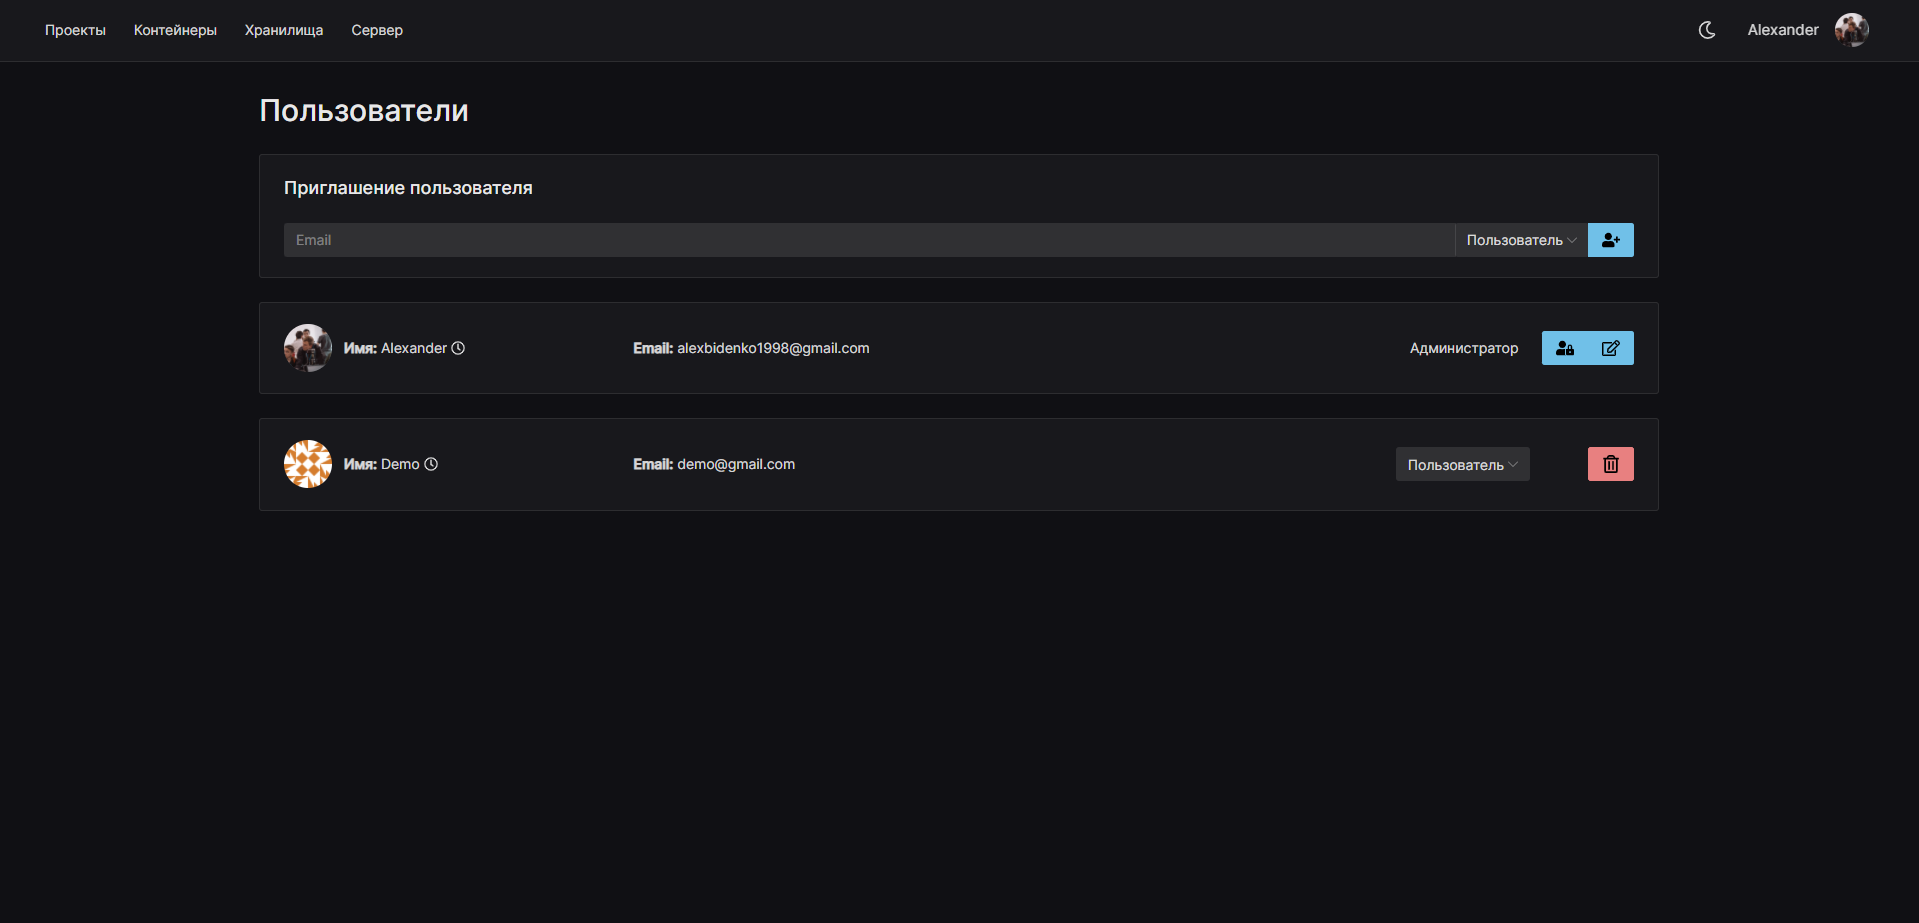 Проекты Контейнеры Хранилища Сервер Alexander
Пользователи
Приглашение пользователя
Email Пользователь
Имя: Alexander Email: alexbidenko1998@gmail.com Администратор
Имя: Demo Email: demo@gmail.com Пользователь